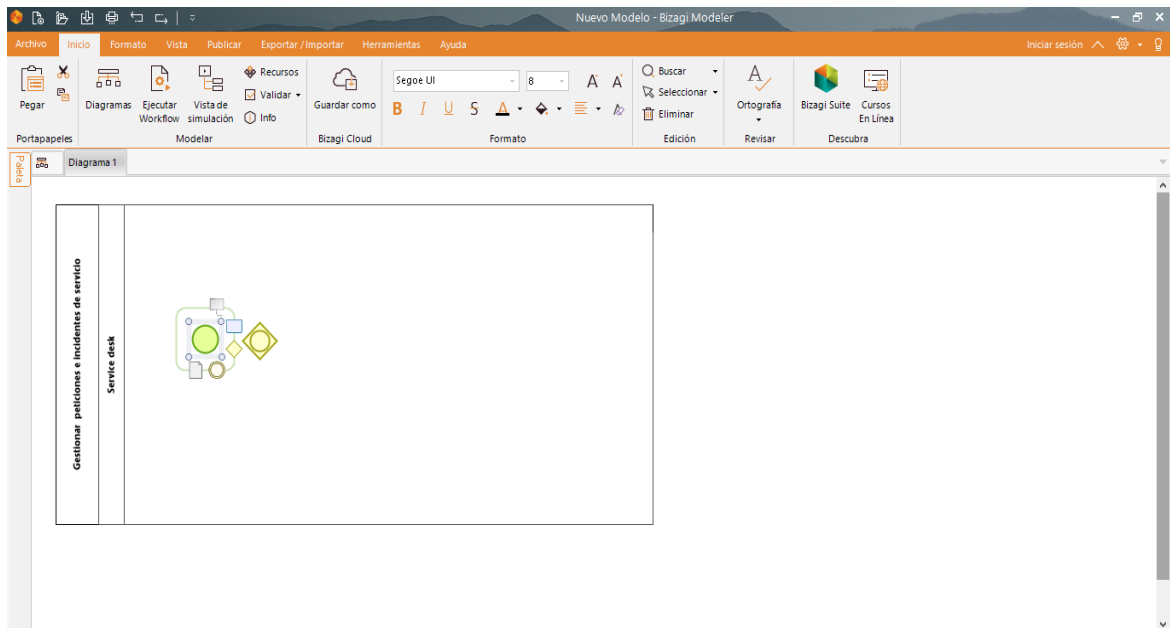 Nuevo Modelo - Bizagi Modeler
Archivo Inicio Formato Vista Publicar Exportar / Importar Herramientas Ayuda Iniciar sesión
Pegar
Portapapeles
Diagramas
Ejecutar
Workflow
Vista de
simulación
Recursos
Validar
Info
Modelar
Guardar como
Bizagi Cloud
Segoe UI 8 A A
B I U S A
Formato
Buscar
Seleccionar
Eliminar
Edición
Ortografía
Revisar
Bizagi Suite
Cursos
En Línea
Descubra
Paleta
Diagrama 1
Gestionar peticiones e incidentes de servicio
Service desk